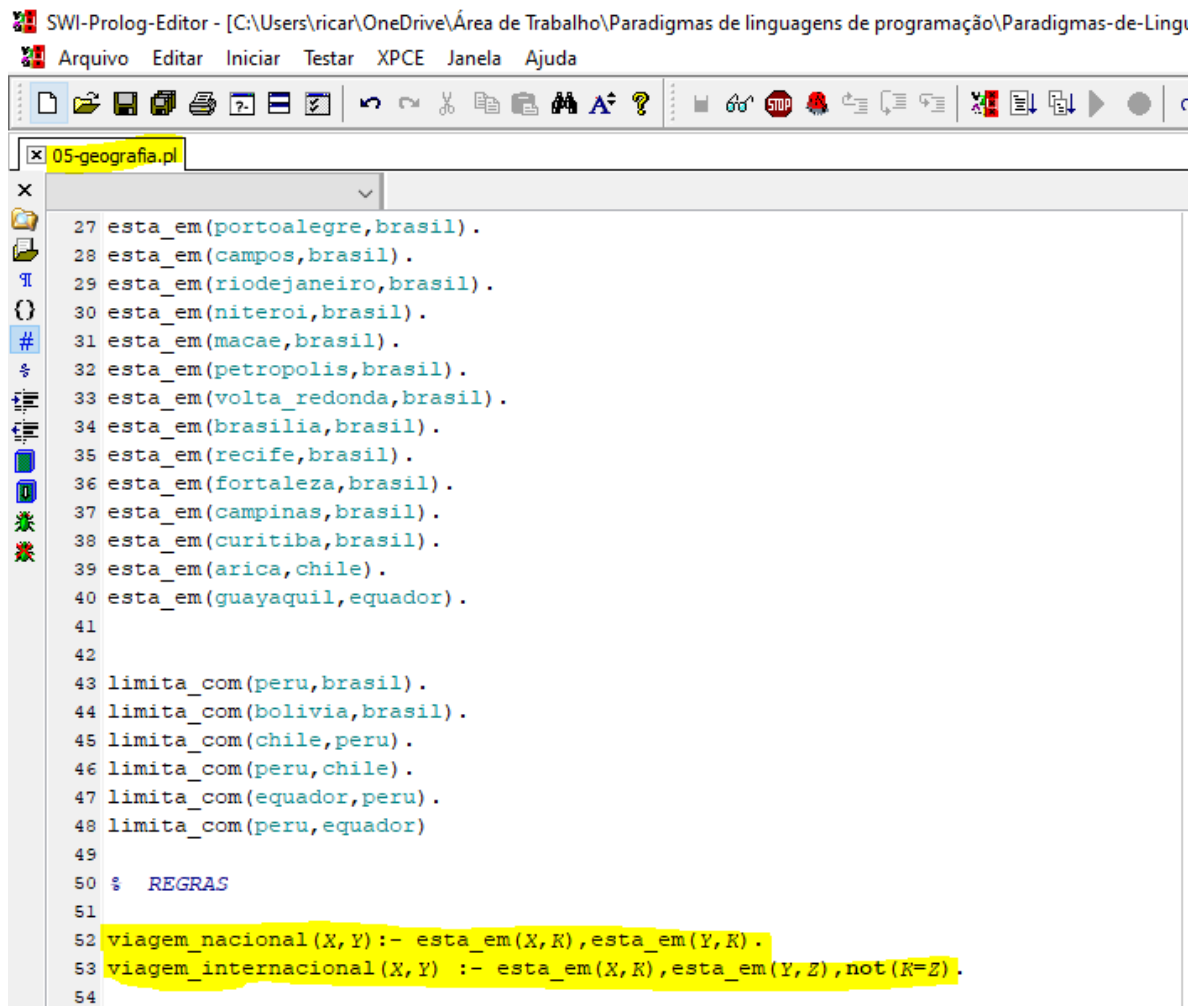 SWI-Prolog-Editor - [C:\Users\ricar\OneDrive\Área de Trabalho\Paradigmas de linguagens de programação\Paradigmas-de-Lingu
Arquivo Editar Iniciar Testar XPCE Janela Ajuda
05-geografia.pl
27 esta_em(portoalegre,brasil).
28 esta_em(campos,brasil).
29 esta_em(riodejaneiro,brasil).
30 esta_em(niteroi,brasil).
31 esta_em(macae,brasil).
32 esta_em(petropolis,brasil).
33 esta_em(volta_redonda,brasil).
34 esta_em(brasilia,brasil).
35 esta_em(recife,brasil).
36 esta_em(fortaleza,brasil).
37 esta_em(campinas,brasil).
38 esta_em(curitiba,brasil).
39 esta_em(arica,chile).
40 esta_em(guayaquil,equador).
41
42
43 limita_com(peru,brasil).
44 limita_com(bolivia,brasil).
45 limita_com(chile,peru).
46 limita_com(peru,chile).
47 limita_com(equador,peru).
48 limita_com(peru,equador)
49
50 % REGRAS
51
52 viagem_nacional(X,Y):- esta_em(X,K),esta_em(Y,K).
53 viagem_internacional(X,Y) :- esta_em(X,K),esta_em(Y,Z),not(K=Z).
54